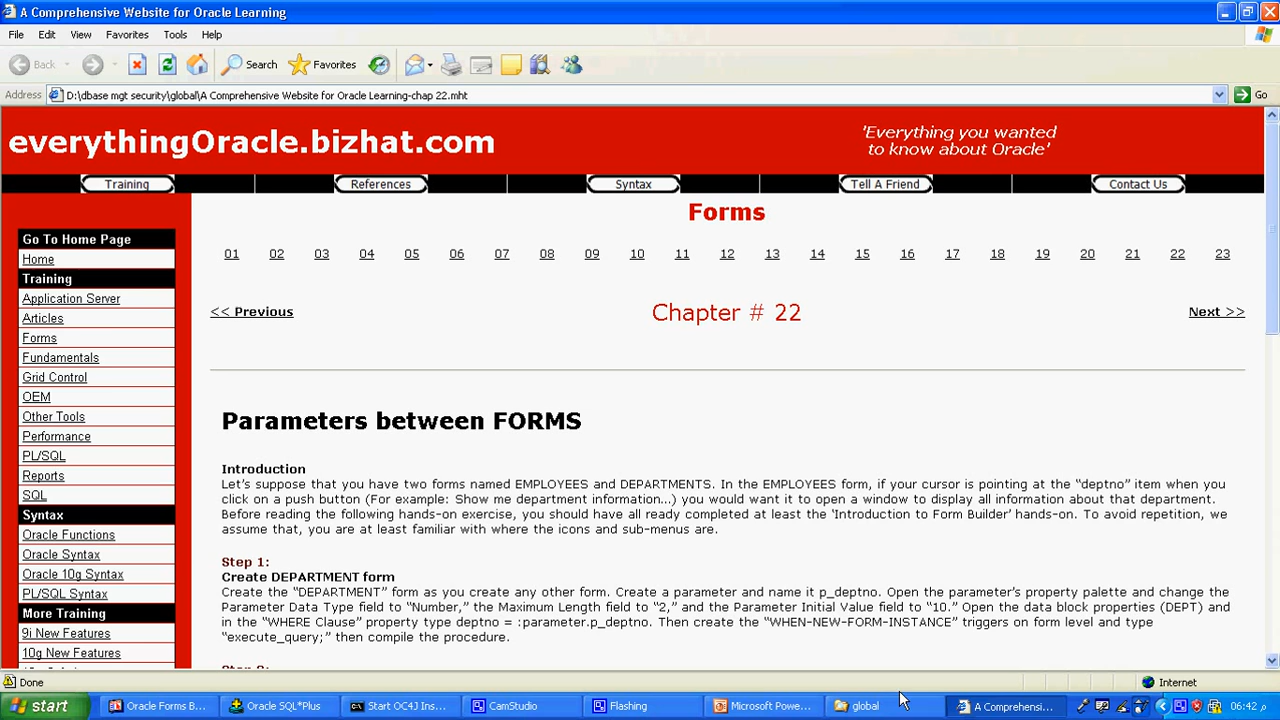 A Comprehensive Website for Oracle Learning
File Edit View Favorites Tools Help
Back Search Favorites
Address D:\dbase mgt security\global\A Comprehensive Website for Oracle Learning-chap 22.mht Go
everythingOracle.bizhat.com
'Everything you wanted
to know about Oracle'
Training References Syntax Tell A Friend Contact Us
Go To Home Page
Home
Training
Application Server
Articles
Forms
Fundamentals
Grid Control
OEM
Other Tools
Performance
PL/SQL
Reports
SQL
Syntax
Oracle Functions
Oracle Syntax
Oracle 10g Syntax
PL/SQL Syntax
More Training
9i New Features
10g New Features
Forms
01 02 03 04 05 06 07 08 09 10 11 12 13 14 15 16 17 18 19 20 21 22 23
<< Previous Chapter # 22 Next >>
Parameters between FORMS
Introduction
Let's suppose that you have two forms named EMPLOYEES and DEPARTMENTS. In the EMPLOYEES form, if your cursor is pointing at the "deptno" item when you
click on a push button (For example: Show me department information...) you would want it to open a window to display all information about that department.
Before reading the following hands-on exercise, you should have all ready completed at least the 'Introduction to Form Builder' hands-on. To avoid repetition, we
assume that, you are at least familiar with where the icons and sub-menus are.
Step 1:
Create DEPARTMENT form
Create the "DEPARTMENT" form as you create any other form. Create a parameter and name it p_deptno. Open the parameter's property palette and change the
Parameter Data Type field to "Number," the Maximum Length field to "2," and the Parameter Initial Value field to "10." Open the data block properties (DEPT) and
in the "WHERE Clause" property type deptno = :parameter.p_deptno. Then create the "WHEN-NEW-FORM-INSTANCE" triggers on form level and type
"execute_query;" then compile the procedure.
Done Internet
start Oracle Forms B... Oracle SQL*Plus Start OC4J Ins... CamStudio Flashing Microsoft Powe... global A Comprehensi... 06:42 م